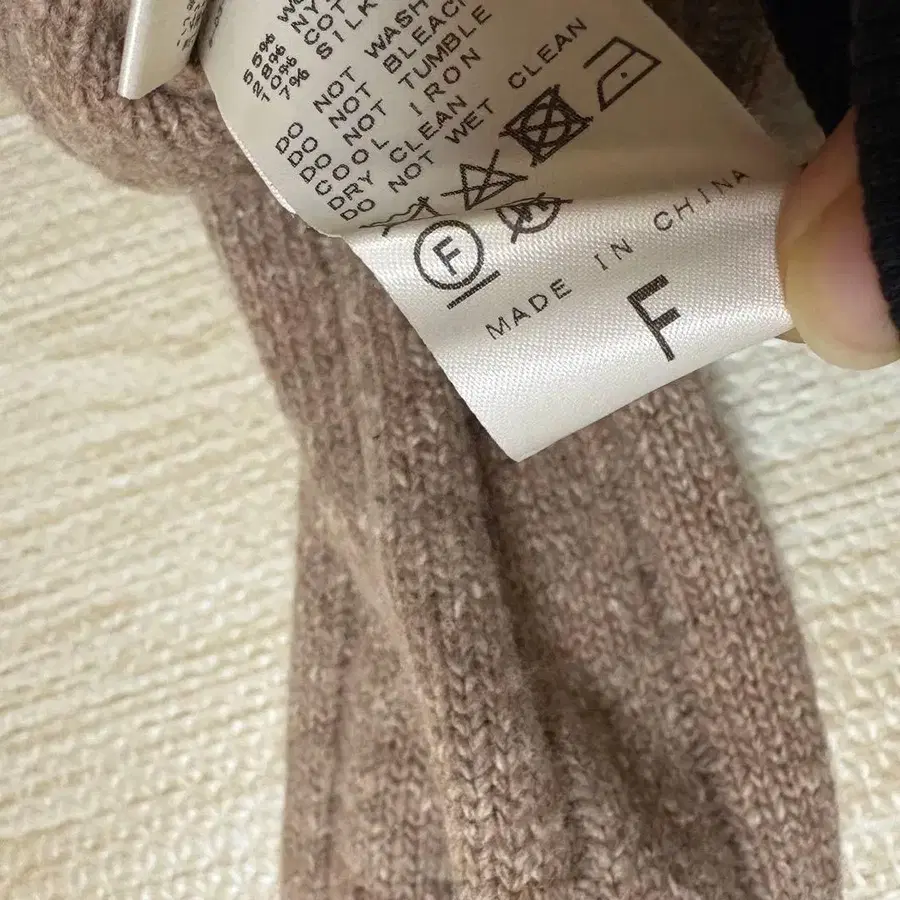 55%
28% NY
10% COT
7% SILK
DO NOT WASH
DO NOT BLEACH
DO NOT TUMBLE
COOL IRON
DRY CLEAN
DO NOT WET CLEAN
F
MADE IN CHINA
F